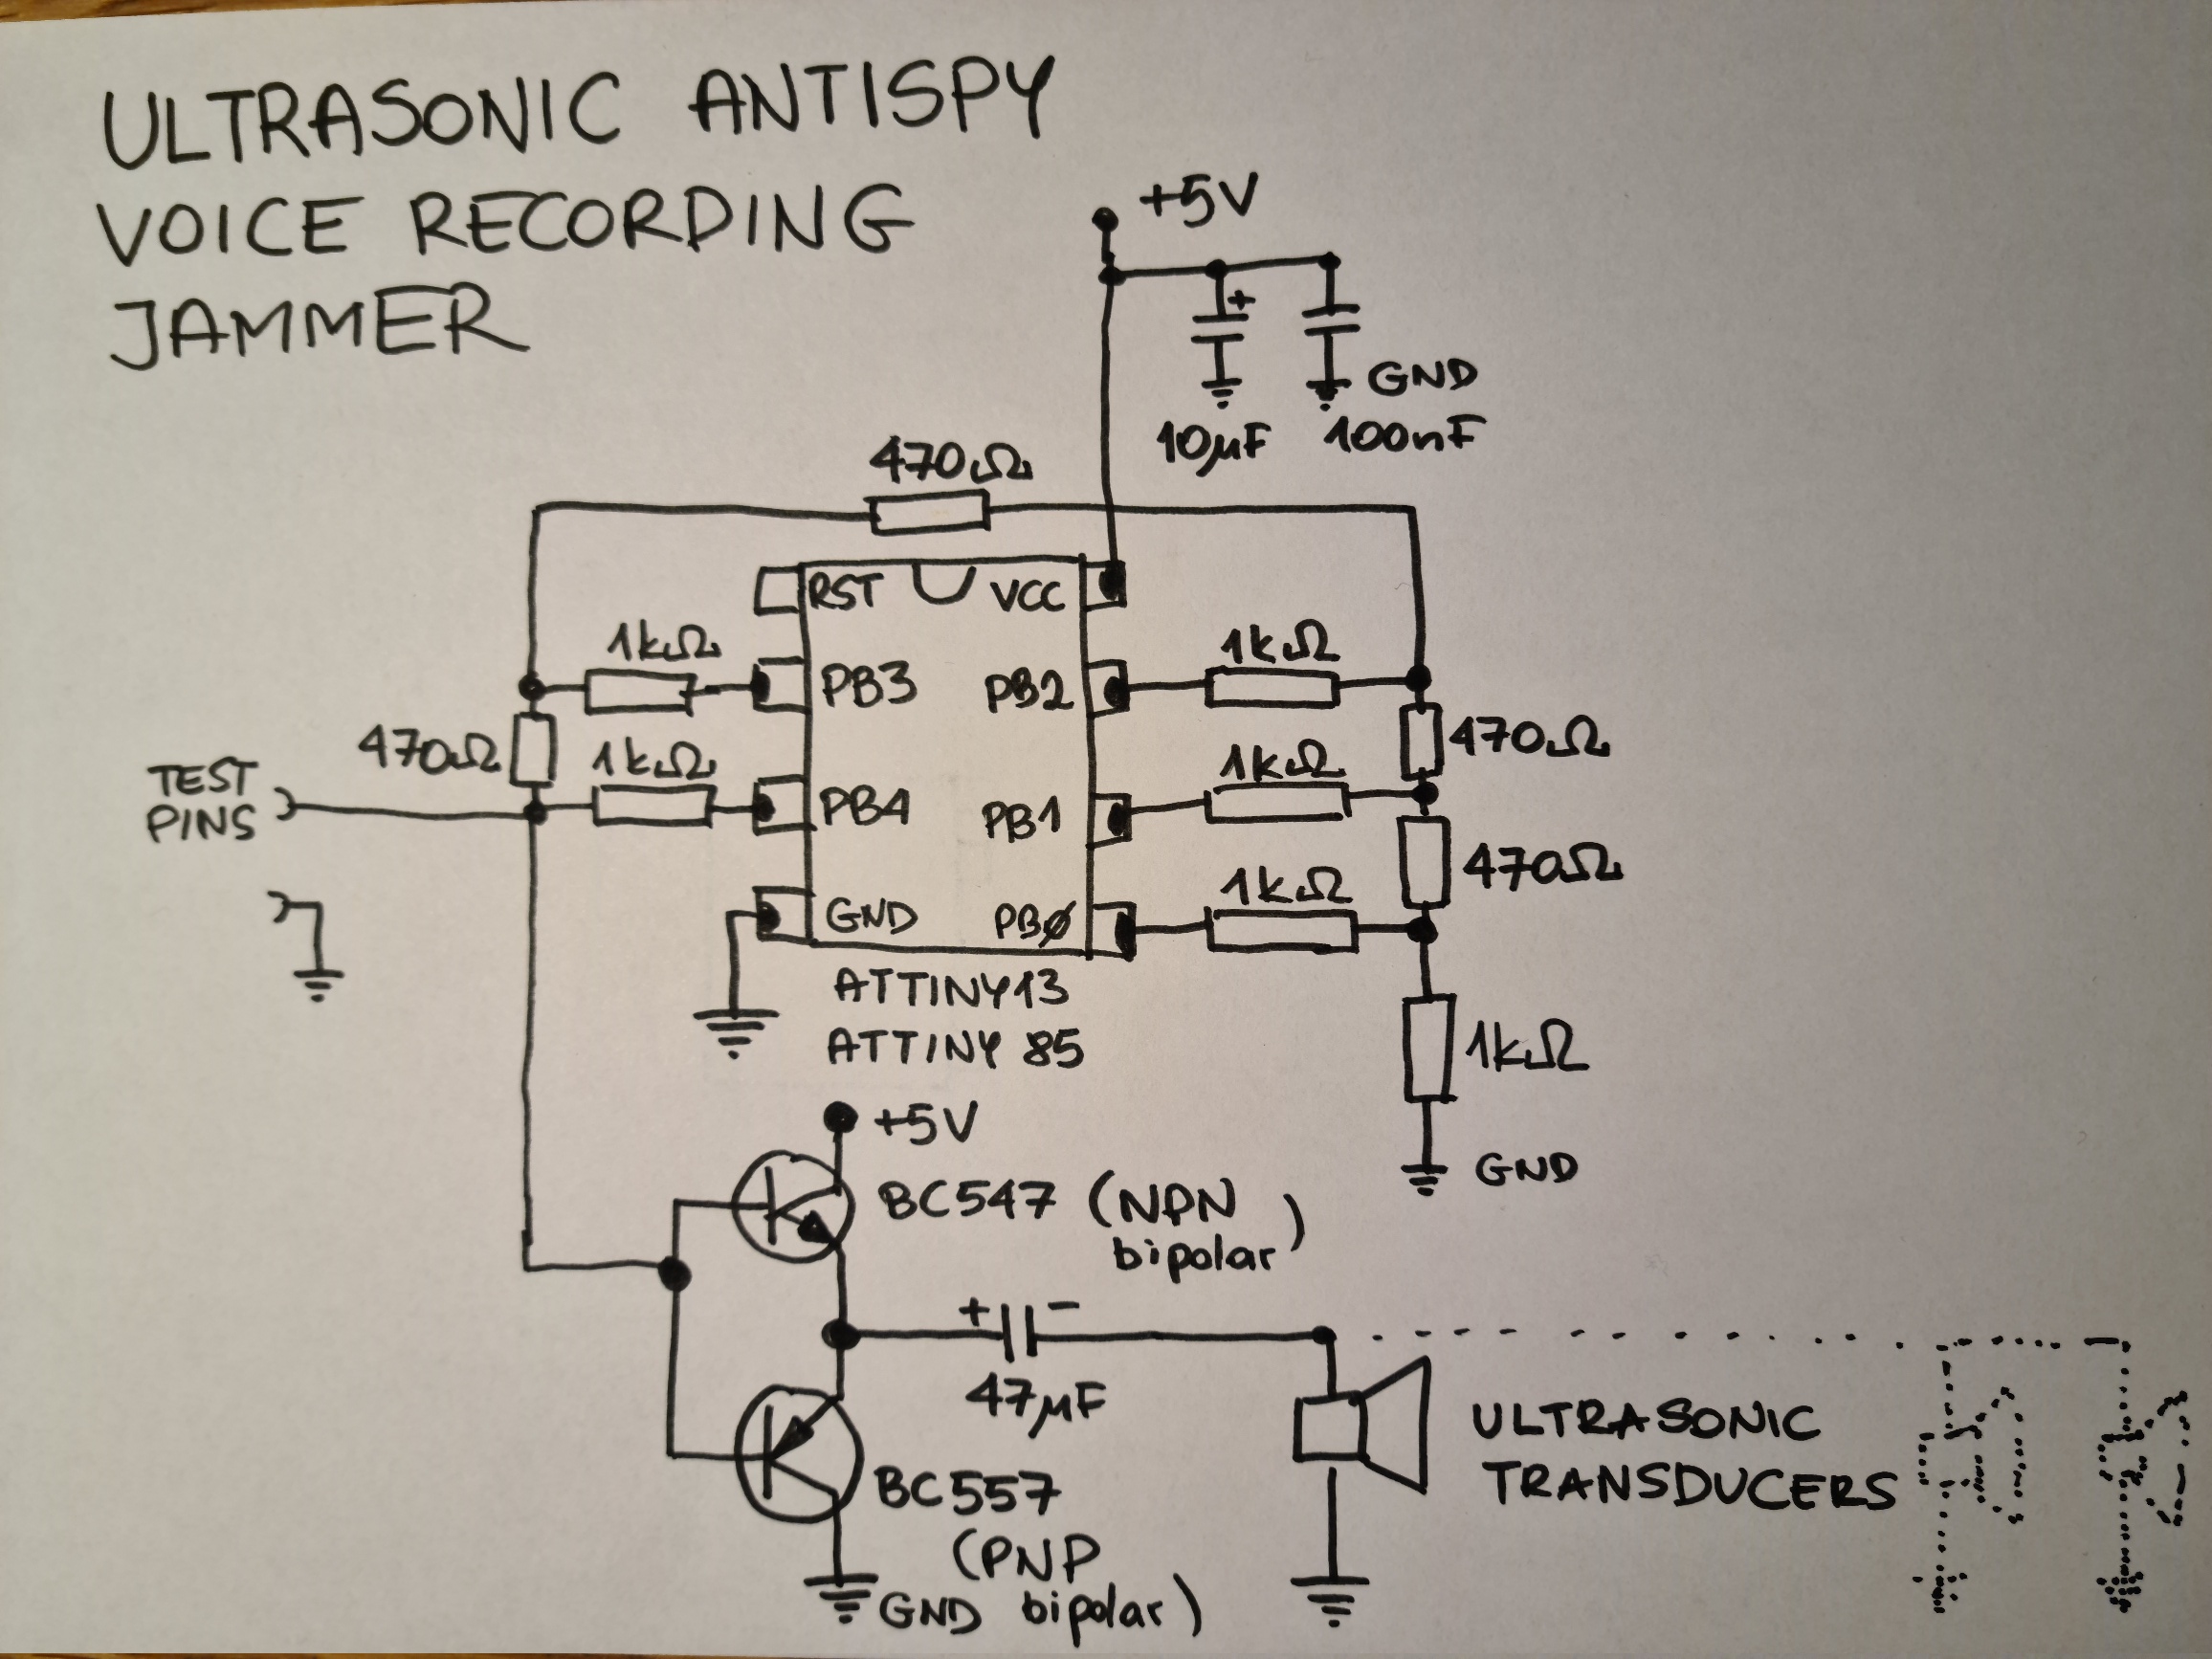 ULTRASONIC ANTISPY
VOICE RECORDING
JAMMER
+5V
+
GND
10µF 100nF
470Ω
RST VCC
1kΩ PB3 PB2 1kΩ
470Ω 470Ω
TEST
PINS
1kΩ PB4 PB1 1kΩ
470Ω
GND PBØ 1kΩ
ATTINY13
ATTINY 85
1kΩ
GND
+5V
BC547 (NPN
bipolar)
+ −
47µF
ULTRASONIC
TRANSDUCERS
BC557
(PNP
bipolar)
GND